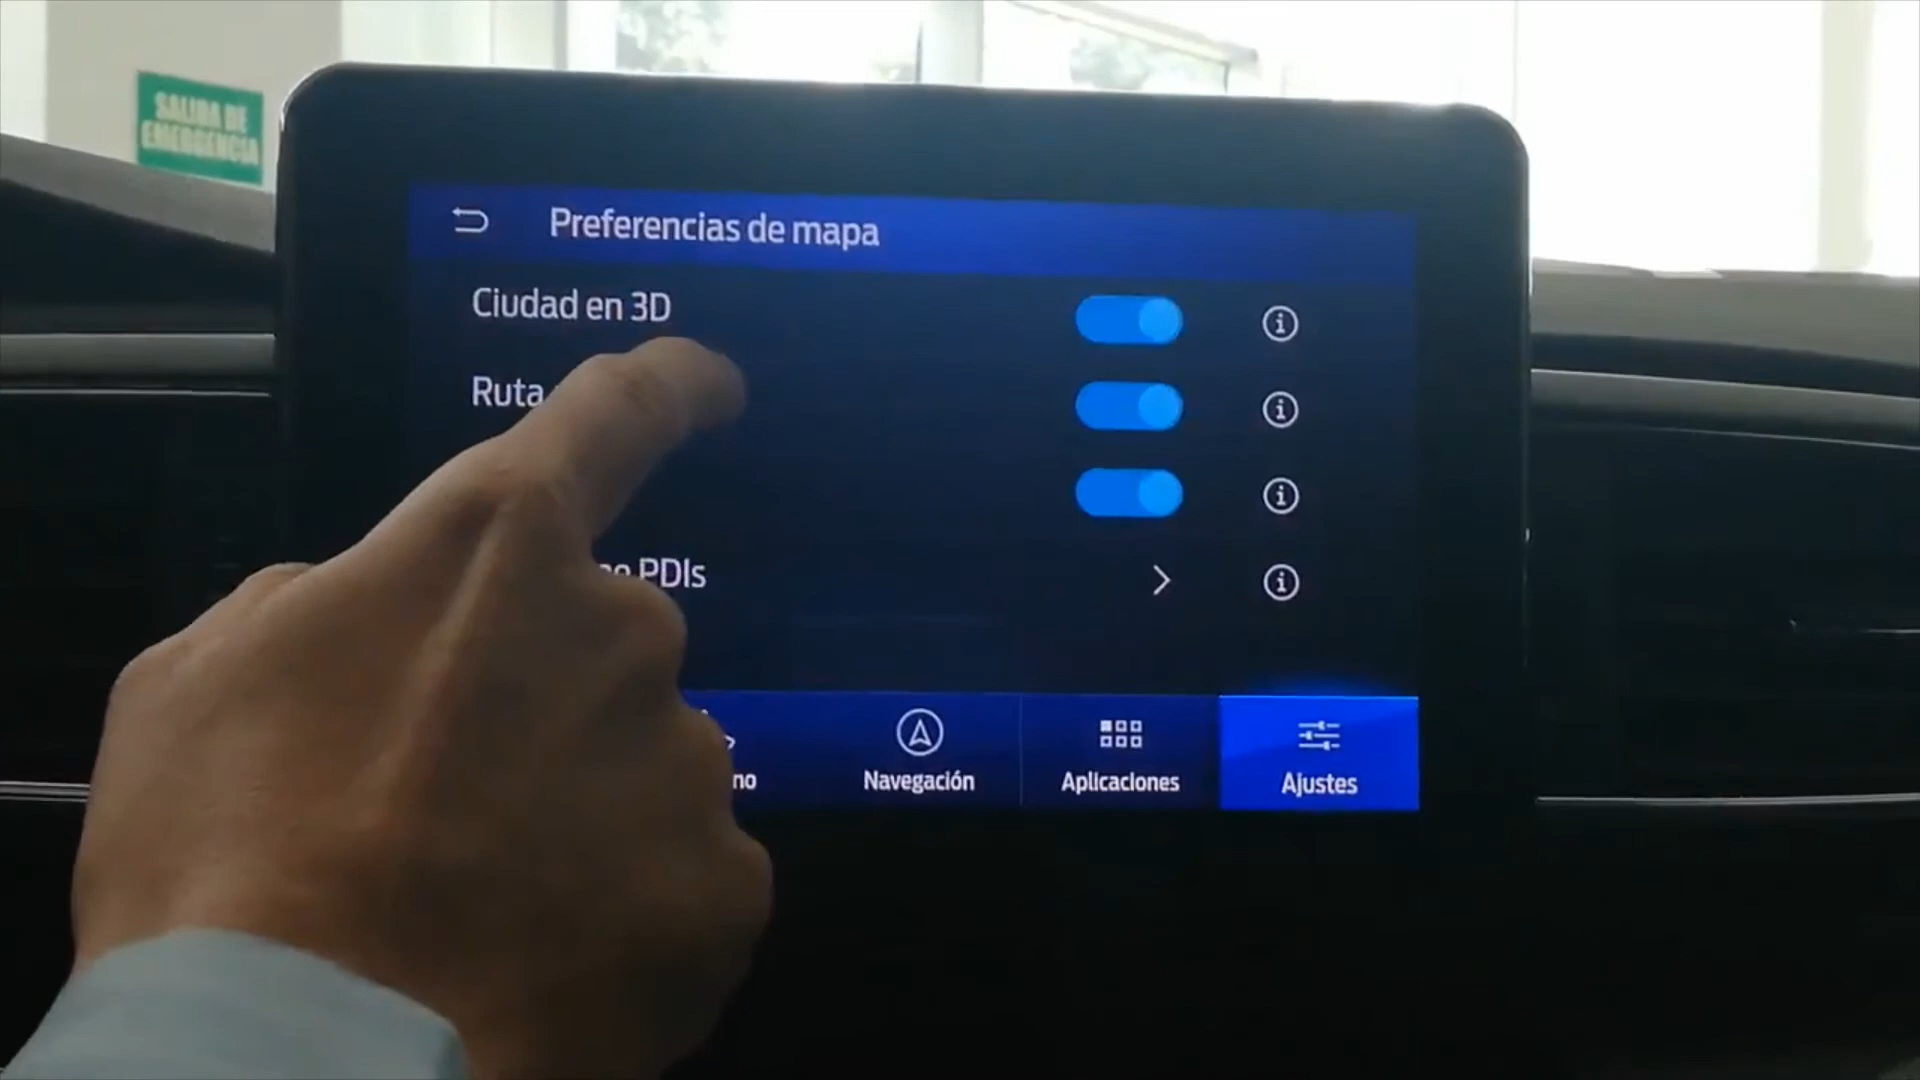 SALIDA DE
EMERGENCIA
Preferencias de mapa
Ciudad en 3D
Ruta
PDIs
Navegación
Aplicaciones
Ajustes